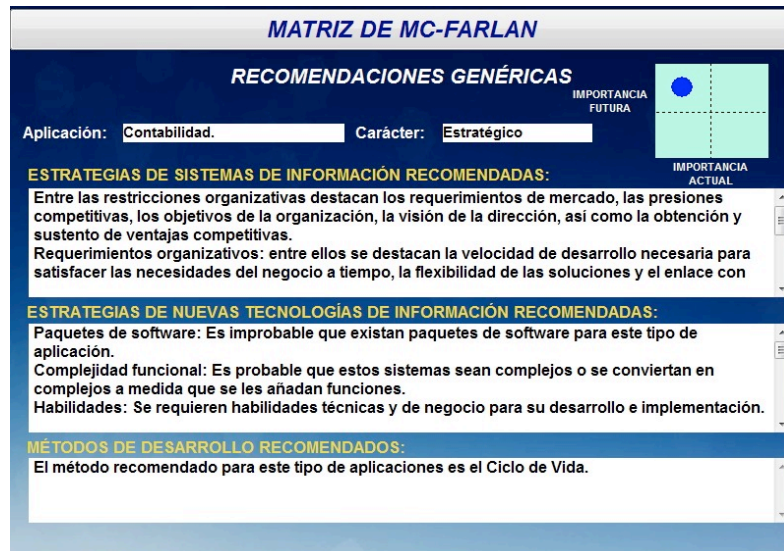 MATRIZ DE MC-FARLAN
RECOMENDACIONES GENÉRICAS
IMPORTANCIA
FUTURA
Aplicación: Contabilidad. Carácter: Estratégico
IMPORTANCIA
ACTUAL
ESTRATEGIAS DE SISTEMAS DE INFORMACIÓN RECOMENDADAS:
Entre las restricciones organizativas destacan los requerimientos de mercado, las presiones
competitivas, los objetivos de la organización, la visión de la dirección, así como la obtención y
sustento de ventajas competitivas.
Requerimientos organizativos: entre ellos se destacan la velocidad de desarrollo necesaria para
satisfacer las necesidades del negocio a tiempo, la flexibilidad de las soluciones y el enlace con
ESTRATEGIAS DE NUEVAS TECNOLOGÍAS DE INFORMACIÓN RECOMENDADAS:
Paquetes de software: Es improbable que existan paquetes de software para este tipo de
aplicación.
Complejidad funcional: Es probable que estos sistemas sean complejos o se conviertan en
complejos a medida que se les añadan funciones.
Habilidades: Se requieren habilidades técnicas y de negocio para su desarrollo e implementación.
MÉTODOS DE DESARROLLO RECOMENDADOS:
El método recomendado para este tipo de aplicaciones es el Ciclo de Vida.